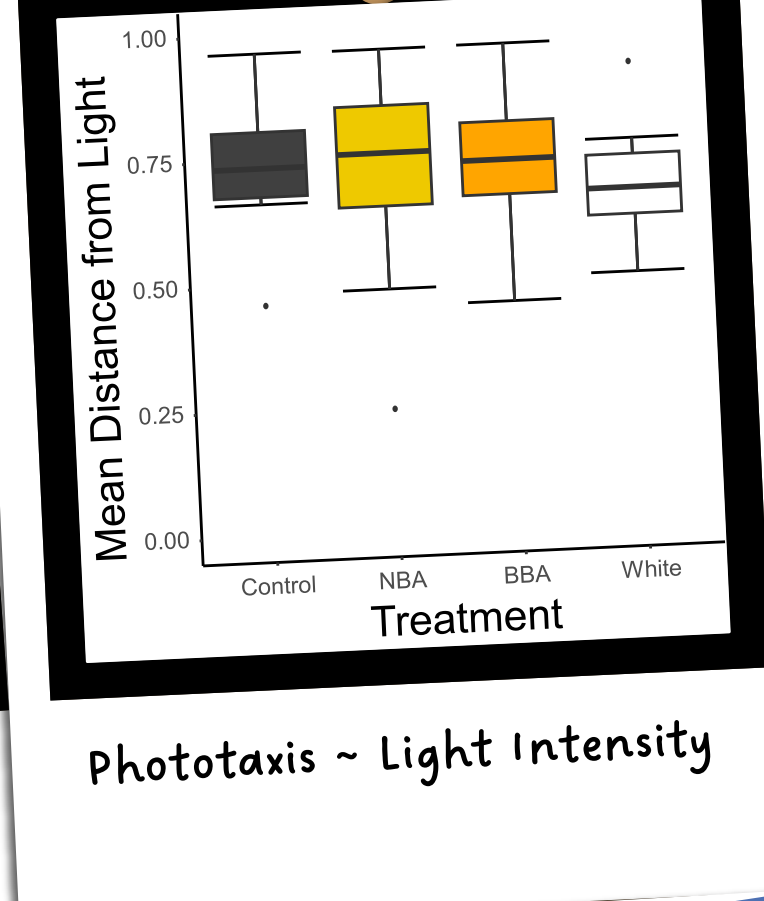 1.00
0.75
0.50
0.25
0.00
Mean Distance from Light
Control NBA BBA White
Treatment
Phototaxis ~ Light Intensity